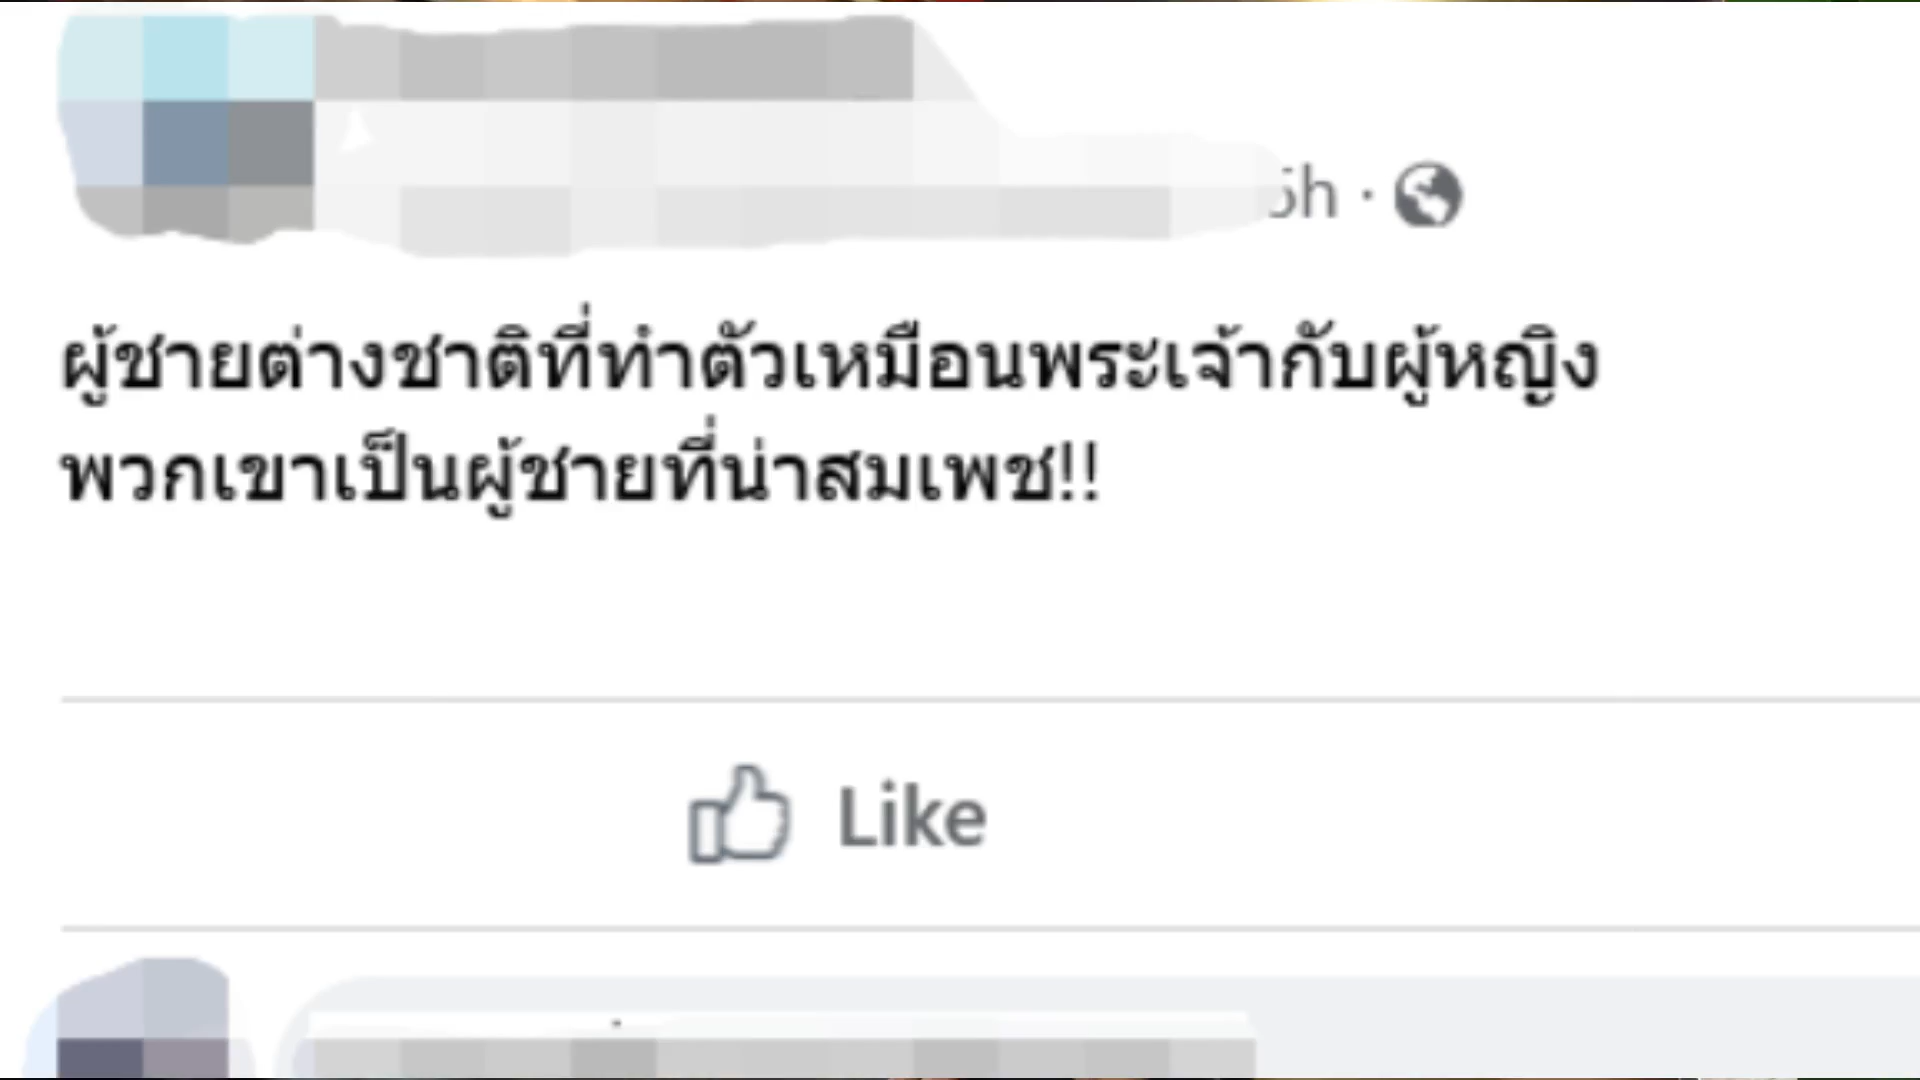 5h ·
ผู้ชายต่างชาติที่ทำตัวเหมือนพระเจ้ากับผู้หญิง
พวกเขาเป็นผู้ชายที่น่าสมเพช!!
Like